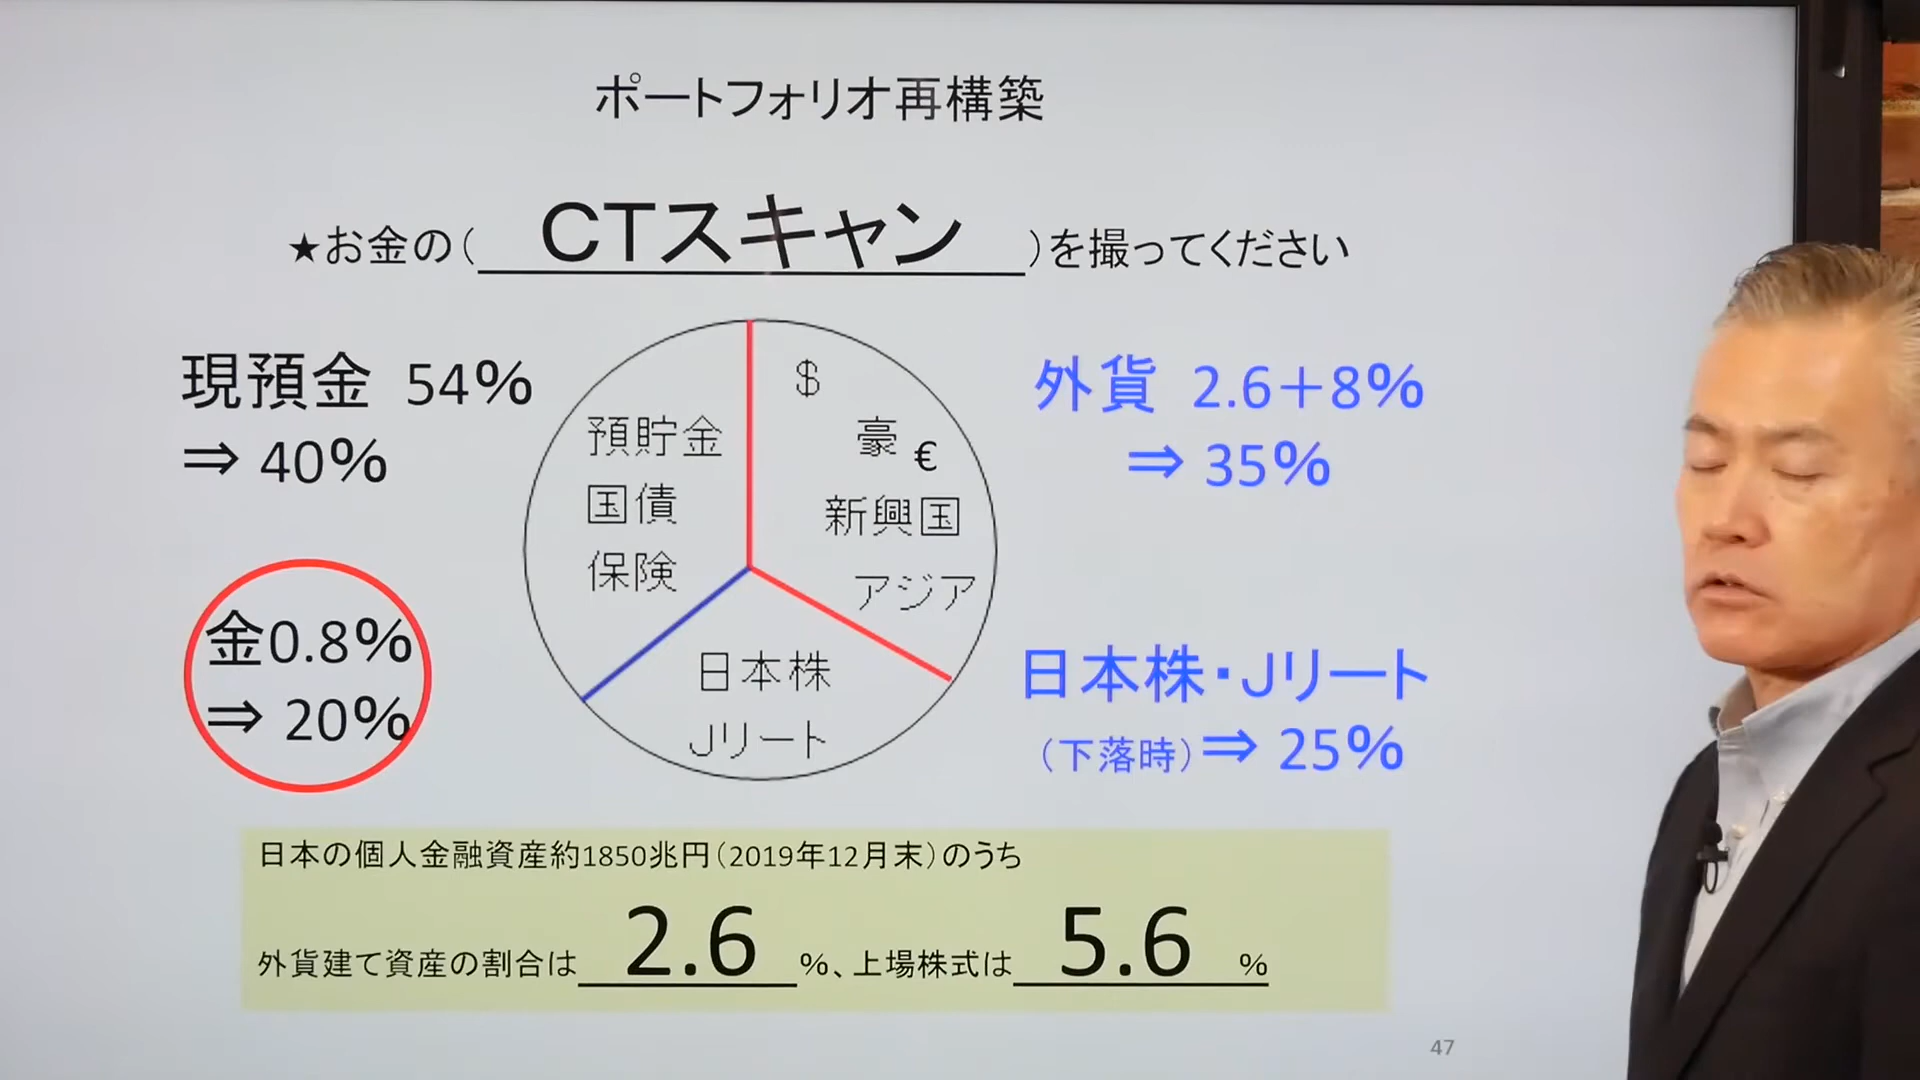 ポートフォリオ再構築
★お金の(CTスキャン)を撮ってください
現預金 54%
⇒ 40%
金0.8%
⇒ 20%
預貯金
国債
保険
$
豪 €
新興国
アジア
日本株
Jリート
外貨 2.6+8%
⇒ 35%
日本株・Jリート
(下落時)⇒ 25%
日本の個人金融資産約1850兆円(2019年12月末)のうち
外貨建て資産の割合は 2.6 %、上場株式は 5.6 %
47